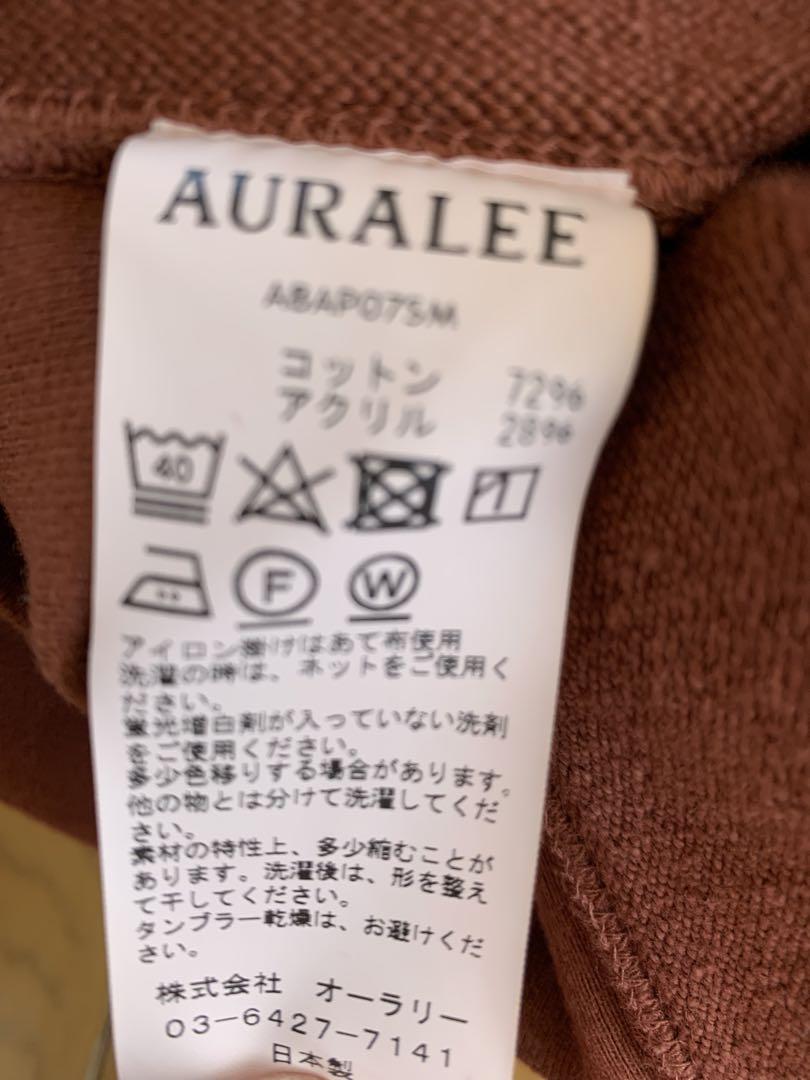 AURALEE
A8AP07SM
コットン 72%
アクリル 28%
40
F W
アイロン掛けはあて布使用
洗濯の時は、ネットをご使用く
ださい。
蛍光増白剤が入っていない洗剤
をご使用ください。
多少色移りする場合があります。
他の物とは分けて洗濯してくだ
さい。
素材の特性上、多少縮むことが
あります。洗濯後は、形を整え
て干してください。
タンブラー乾燥は、お避けくだ
さい。
株式会社 オーラリー
03-6427-7141
日本製